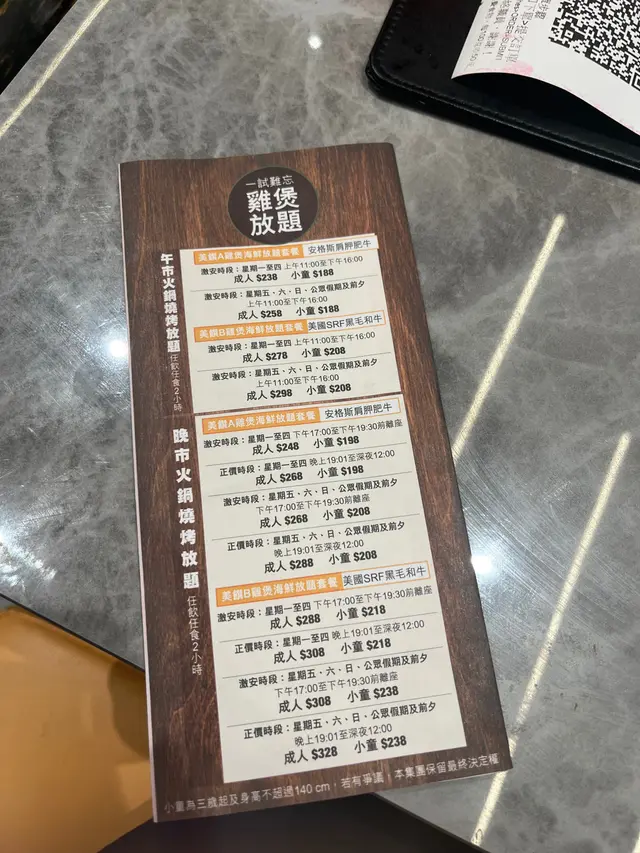 一試難忘
雞煲
放題
午市火鍋燒烤放題 任飲任食2小時
美饌A雞煲海鮮放題套餐 安格斯肩胛肥牛
激安時段：星期一至四 上午11:00至下午16:00
成人 $238 小童 $188
激安時段：星期五、六、日、公眾假期及前夕
上午11:00至下午16:00
成人 $258 小童 $188
美饌B雞煲海鮮放題套餐 美國SRF黑毛和牛
激安時段：星期一至四 上午11:00至下午16:00
成人 $278 小童 $208
激安時段：星期五、六、日、公眾假期及前夕
上午11:00至下午16:00
成人 $298 小童 $208
晚市火鍋燒烤放題 任飲任食2小時
美饌A雞煲海鮮放題套餐 安格斯肩胛肥牛
激安時段：星期一至四 下午17:00至下午19:30前離座
成人 $248 小童 $198
正價時段：星期一至四 晚上19:01至深夜12:00
成人 $268 小童 $198
激安時段：星期五、六、日、公眾假期及前夕
下午17:00至下午19:30前離座
成人 $268 小童 $208
正價時段：星期五、六、日、公眾假期及前夕
晚上19:01至深夜12:00
成人 $288 小童 $208
美饌B雞煲海鮮放題套餐 美國SRF黑毛和牛
激安時段：星期一至四 下午17:00至下午19:30前離座
成人 $288 小童 $218
正價時段：星期一至四 晚上19:01至深夜12:00
成人 $308 小童 $218
激安時段：星期五、六、日、公眾假期及前夕
下午17:00至下午19:30前離座
成人 $308 小童 $238
正價時段：星期五、六、日、公眾假期及前夕
晚上19:01至深夜12:00
成人 $328 小童 $238
小童為三歲起及身高不超過140 cm，若有爭議，本集團保留最終決定權